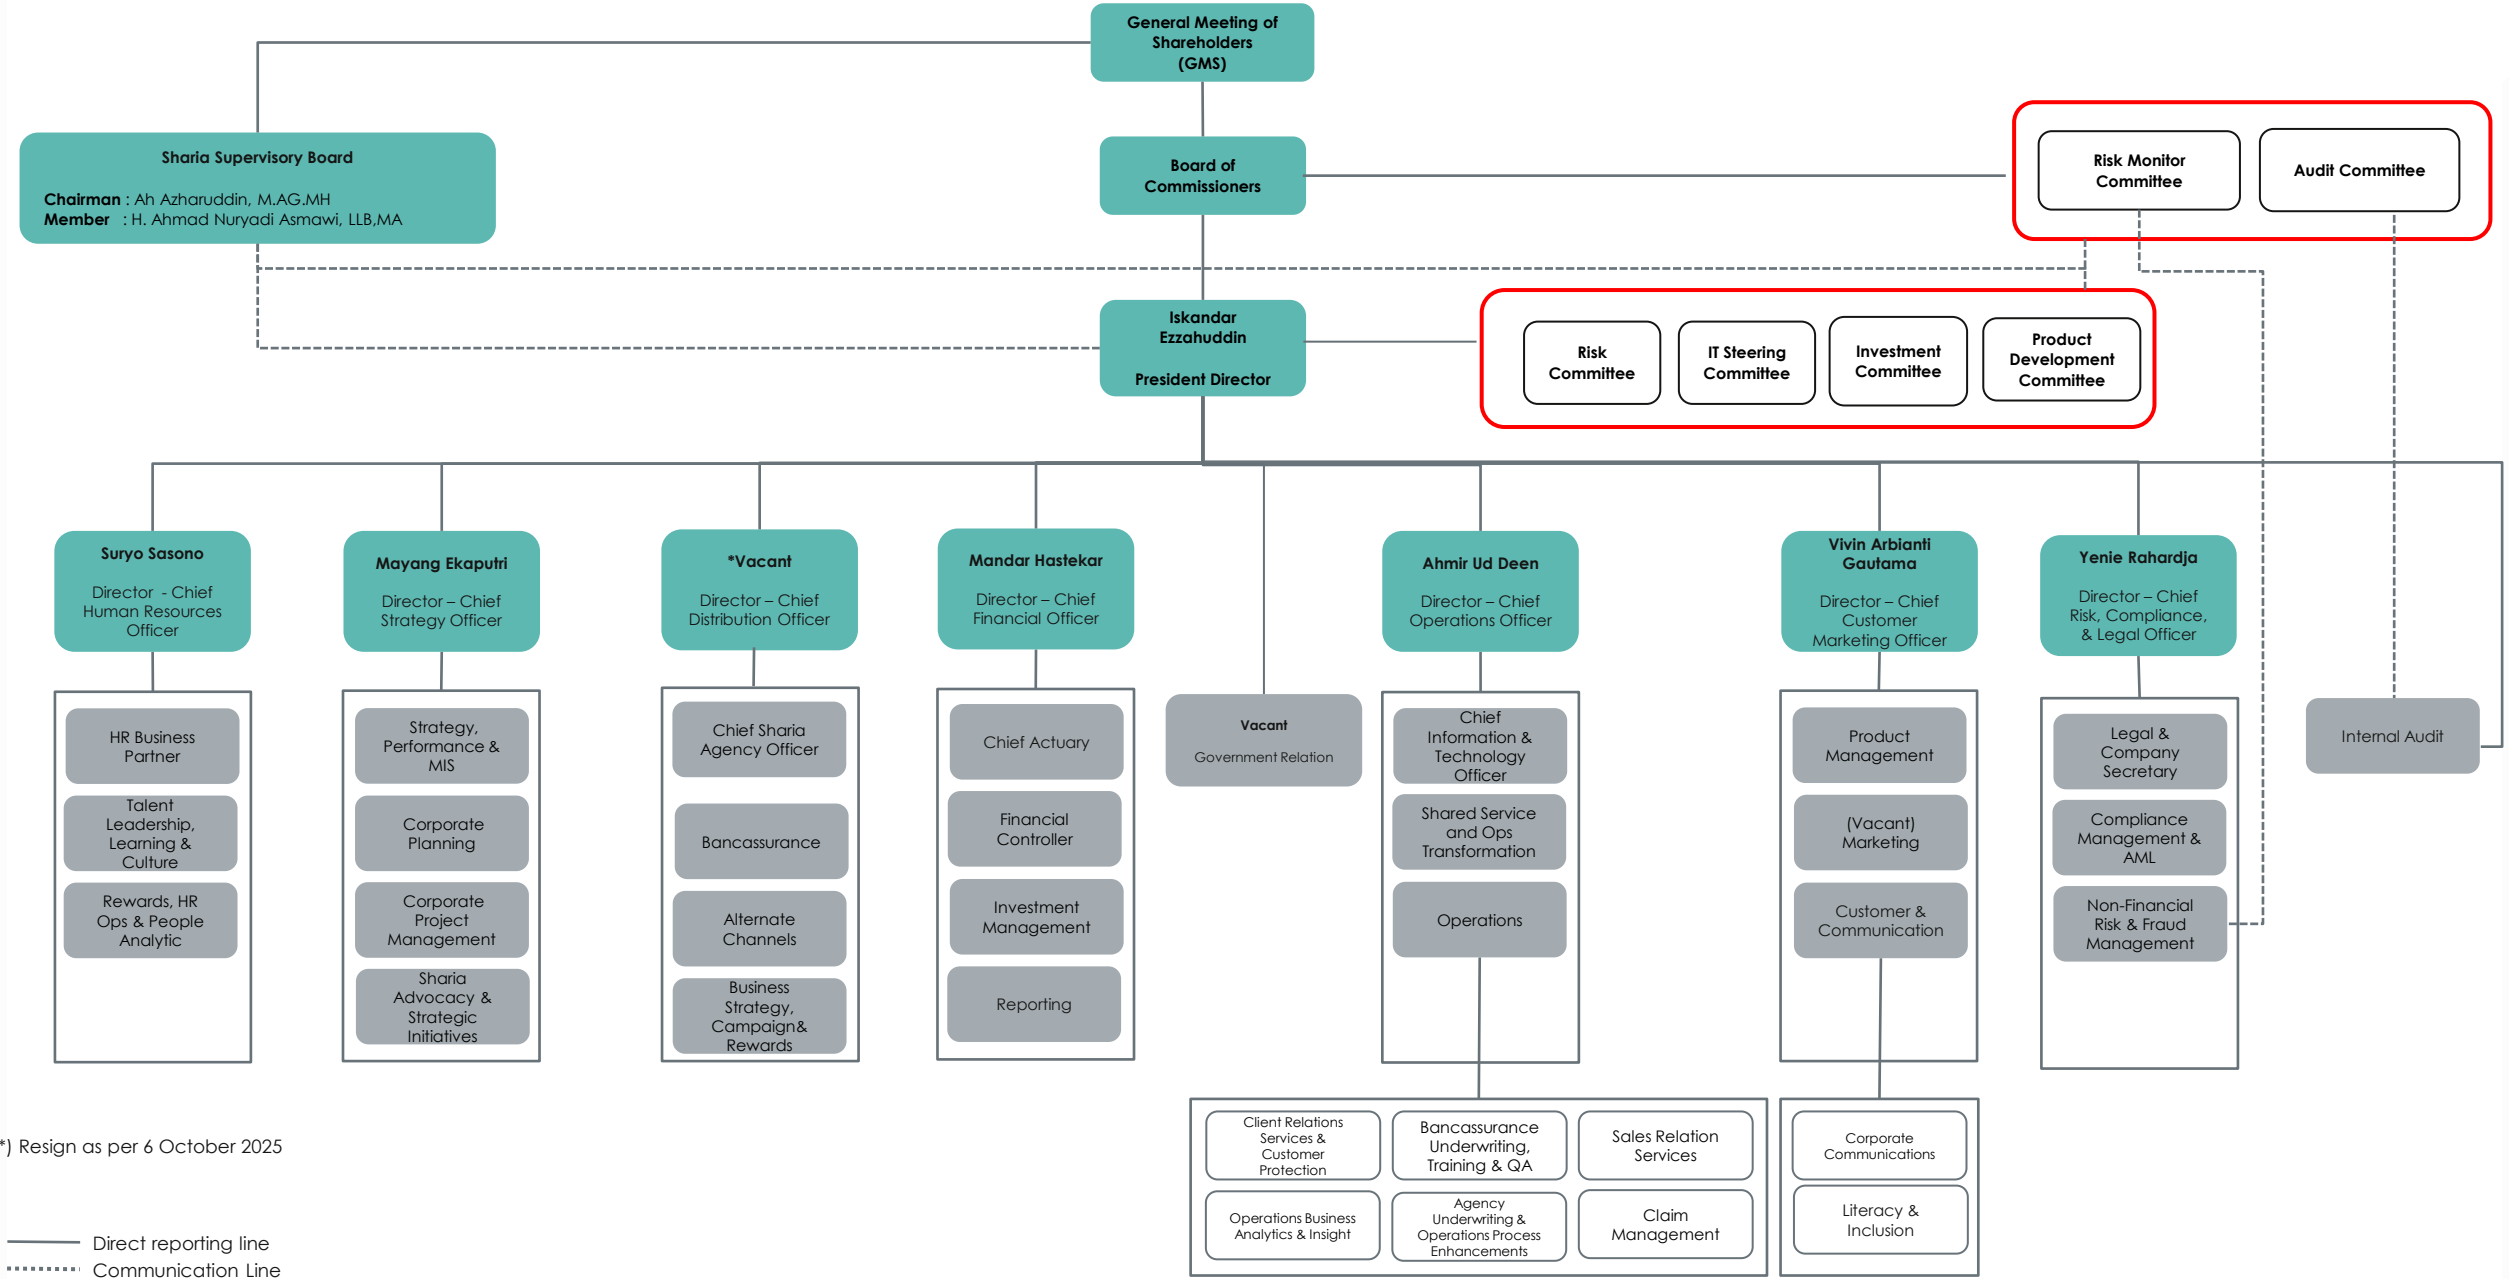 General Meeting of
Shareholders
(GMS)
Sharia Supervisory Board
Chairman : Ah Azharuddin, M.AG.MH
Member : H. Ahmad Nuryadi Asmawi, LLB,MA
Board of
Commissioners
Risk Monitor
Committee
Audit Committee
Iskandar
Ezzahuddin
President Director
Risk
Committee
IT Steering
Committee
Investment
Committee
Product
Development
Committee
Suryo Sasono
Director - Chief
Human Resources
Officer
Mayang Ekaputri
Director – Chief
Strategy Officer
*Vacant
Director – Chief
Distribution Officer
Mandar Hastekar
Director – Chief
Financial Officer
Ahmir Ud Deen
Director – Chief
Operations Officer
Vivin Arbianti
Gautama
Director – Chief
Customer
Marketing Officer
Yenie Rahardja
Director – Chief
Risk, Compliance,
& Legal Officer
HR Business
Partner
Talent
Leadership,
Learning &
Culture
Rewards, HR
Ops & People
Analytic
Strategy,
Performance &
MIS
Corporate
Planning
Corporate
Project
Management
Sharia
Advocacy &
Strategic
Initiatives
Chief Sharia
Agency Officer
Bancassurance
Alternate
Channels
Business
Strategy,
Campaign&
Rewards
Chief Actuary
Financial
Controller
Investment
Management
Reporting
Vacant
Government Relation
Chief
Information &
Technology
Officer
Shared Service
and Ops
Transformation
Operations
Product
Management
(Vacant)
Marketing
Customer &
Communication
Legal &
Company
Secretary
Compliance
Management &
AML
Non-Financial
Risk & Fraud
Management
Internal Audit
Client Relations
Services &
Customer
Protection
Bancassurance
Underwriting,
Training & QA
Sales Relation
Services
Operations Business
Analytics & Insight
Agency
Underwriting &
Operations Process
Enhancements
Claim
Management
Corporate
Communications
Literacy &
Inclusion
*) Resign as per 6 October 2025
Direct reporting line
Communication Line